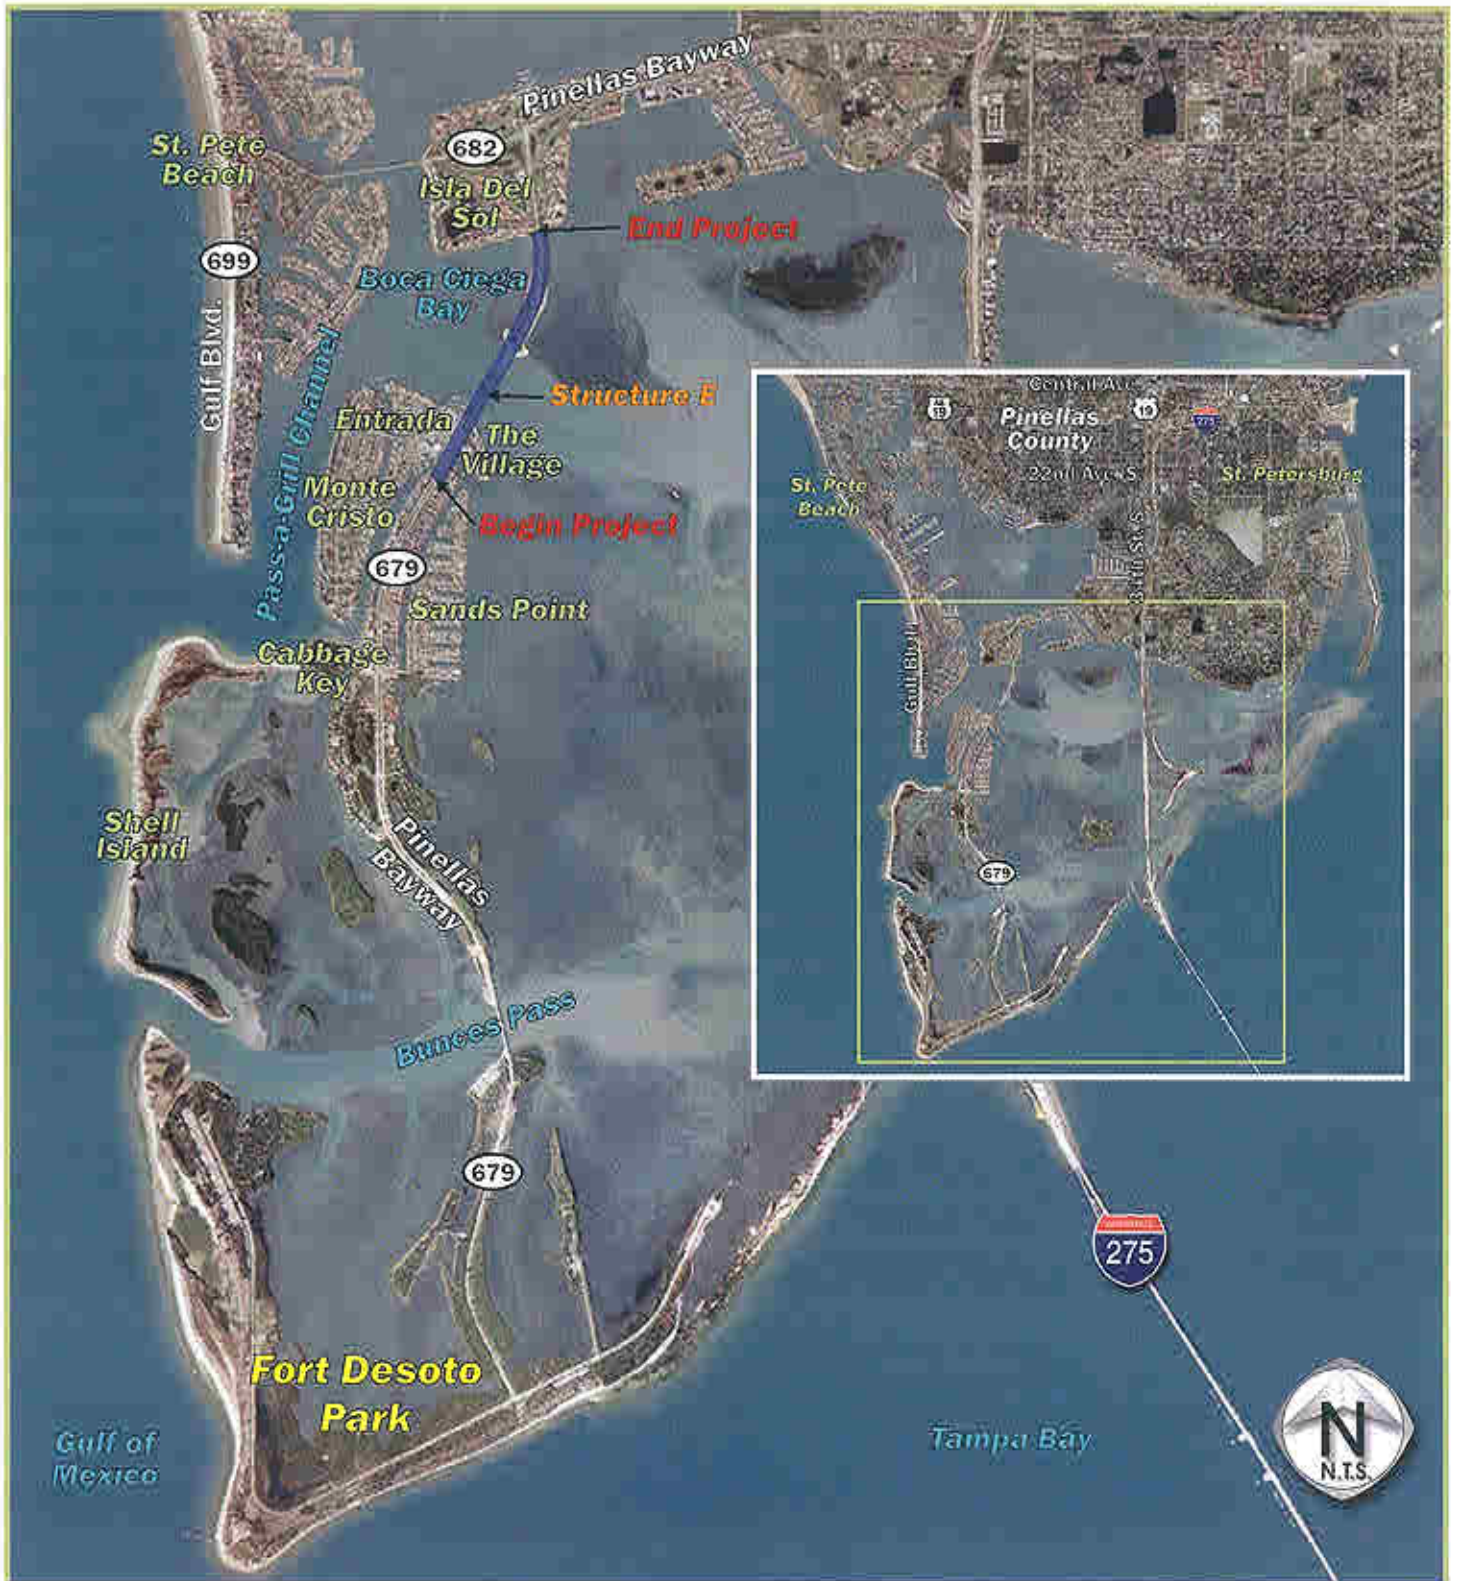 Pinellas Bayway
St. Pete
Beach
682
Isla Del
Sol
End Project
699
Boca Ciega
Bay
Gulf Blvd.
Pass-a-Grill Channel
Structure E
Entrada
The
Village
Monte
Cristo
Begin Project
679
Sands Point
Cabbage
Key
Shell
Island
Pinellas
Bayway
Bunces Pass
679
Fort Desoto
Park
Gulf of
Mexico
Tampa Bay
275
N
N.T.S.
Central Ave
19
Pinellas
County
275
22nd Ave S
St. Petersburg
St. Pete
Beach
34th St. S
Gulf Blvd
679